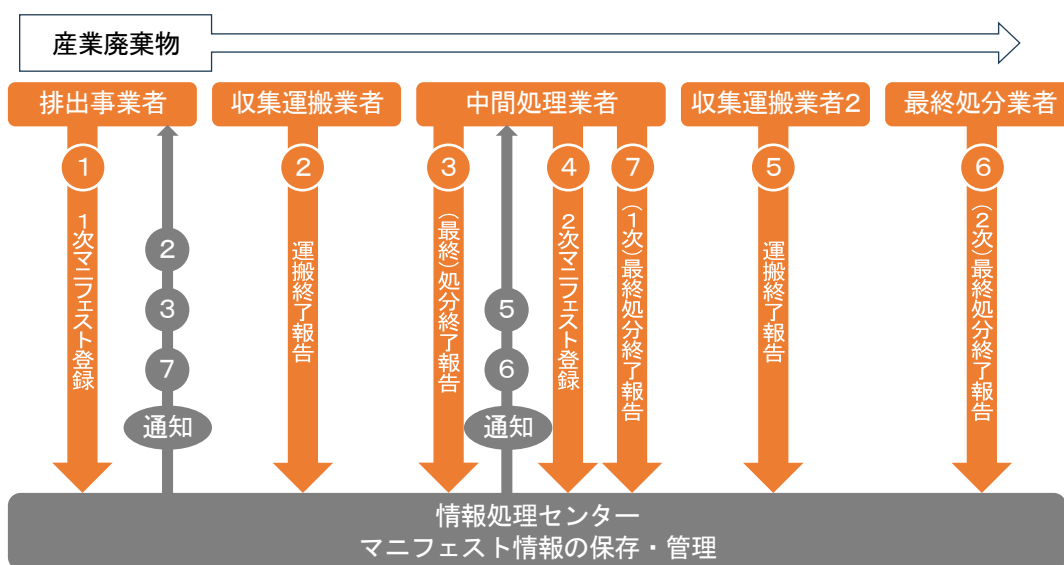 産業廃棄物
排出事業者
収集運搬業者
中間処理業者
収集運搬業者2
最終処分業者
1
1次マニフェスト登録
2
3
7
通知
2
運搬終了報告
3
(最終)処分終了報告
5
6
通知
4
2次マニフェスト登録
7
(1次)最終処分終了報告
5
運搬終了報告
6
(2次)最終処分終了報告
情報処理センター
マニフェスト情報の保存・管理